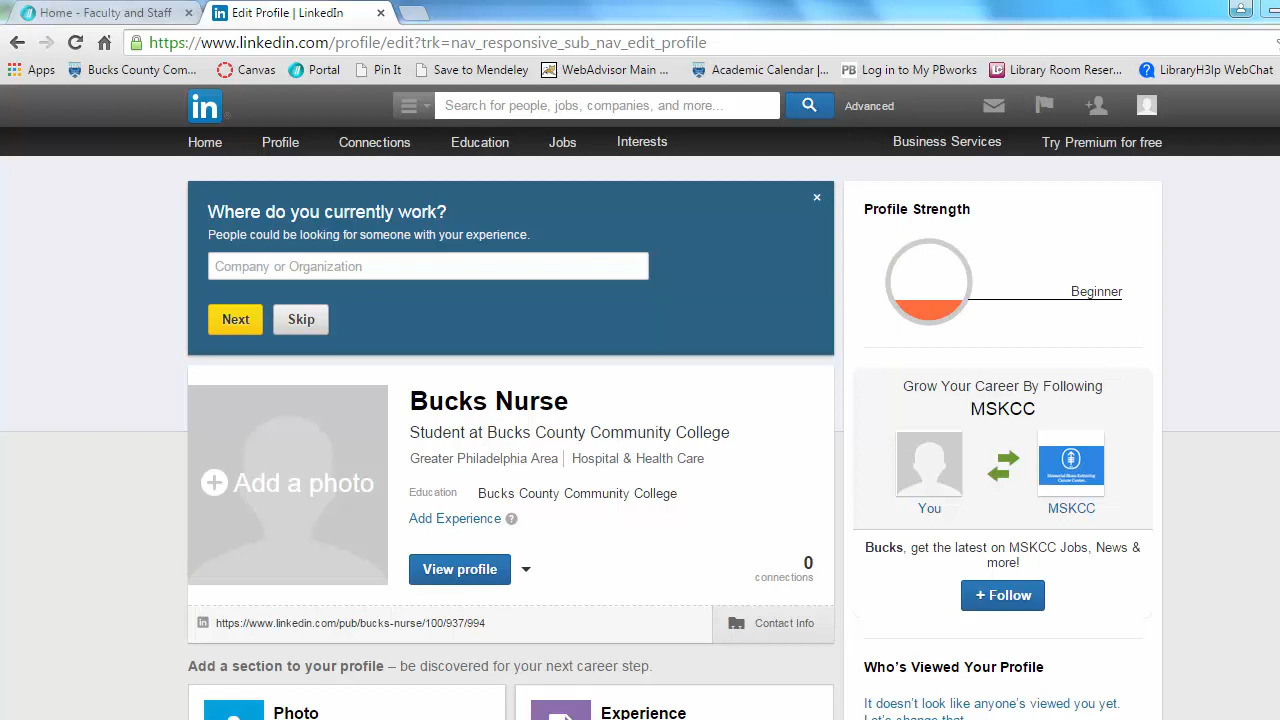 Home - Faculty and Staff
Edit Profile | LinkedIn
https://www.linkedin.com/profile/edit?trk=nav_responsive_sub_nav_edit_profile
Apps
Bucks County Com...
Canvas
Portal
Pin It
Save to Mendeley
WebAdvisor Main ...
Academic Calendar |...
PB
Log in to My PBworks
Library Room Reser...
LibraryH3lp WebChat
in
Search for people, jobs, companies, and more...
Advanced
Home
Profile
Connections
Education
Jobs
Interests
Business Services
Try Premium for free
Where do you currently work?
People could be looking for someone with your experience.
Company or Organization
Next
Skip
Bucks Nurse
Student at Bucks County Community College
Greater Philadelphia Area
Hospital & Health Care
Add a photo
Education
Bucks County Community College
Add Experience
View profile
0
connections
https://www.linkedin.com/pub/bucks-nurse/100/937/994
Contact Info
Add a section to your profile – be discovered for your next career step.
Photo
Experience
Profile Strength
Beginner
Grow Your Career By Following
MSKCC
You
MSKCC
Bucks, get the latest on MSKCC Jobs, News &
more!
+ Follow
Who's Viewed Your Profile
It doesn't look like anyone's viewed you yet.
Let's change that.